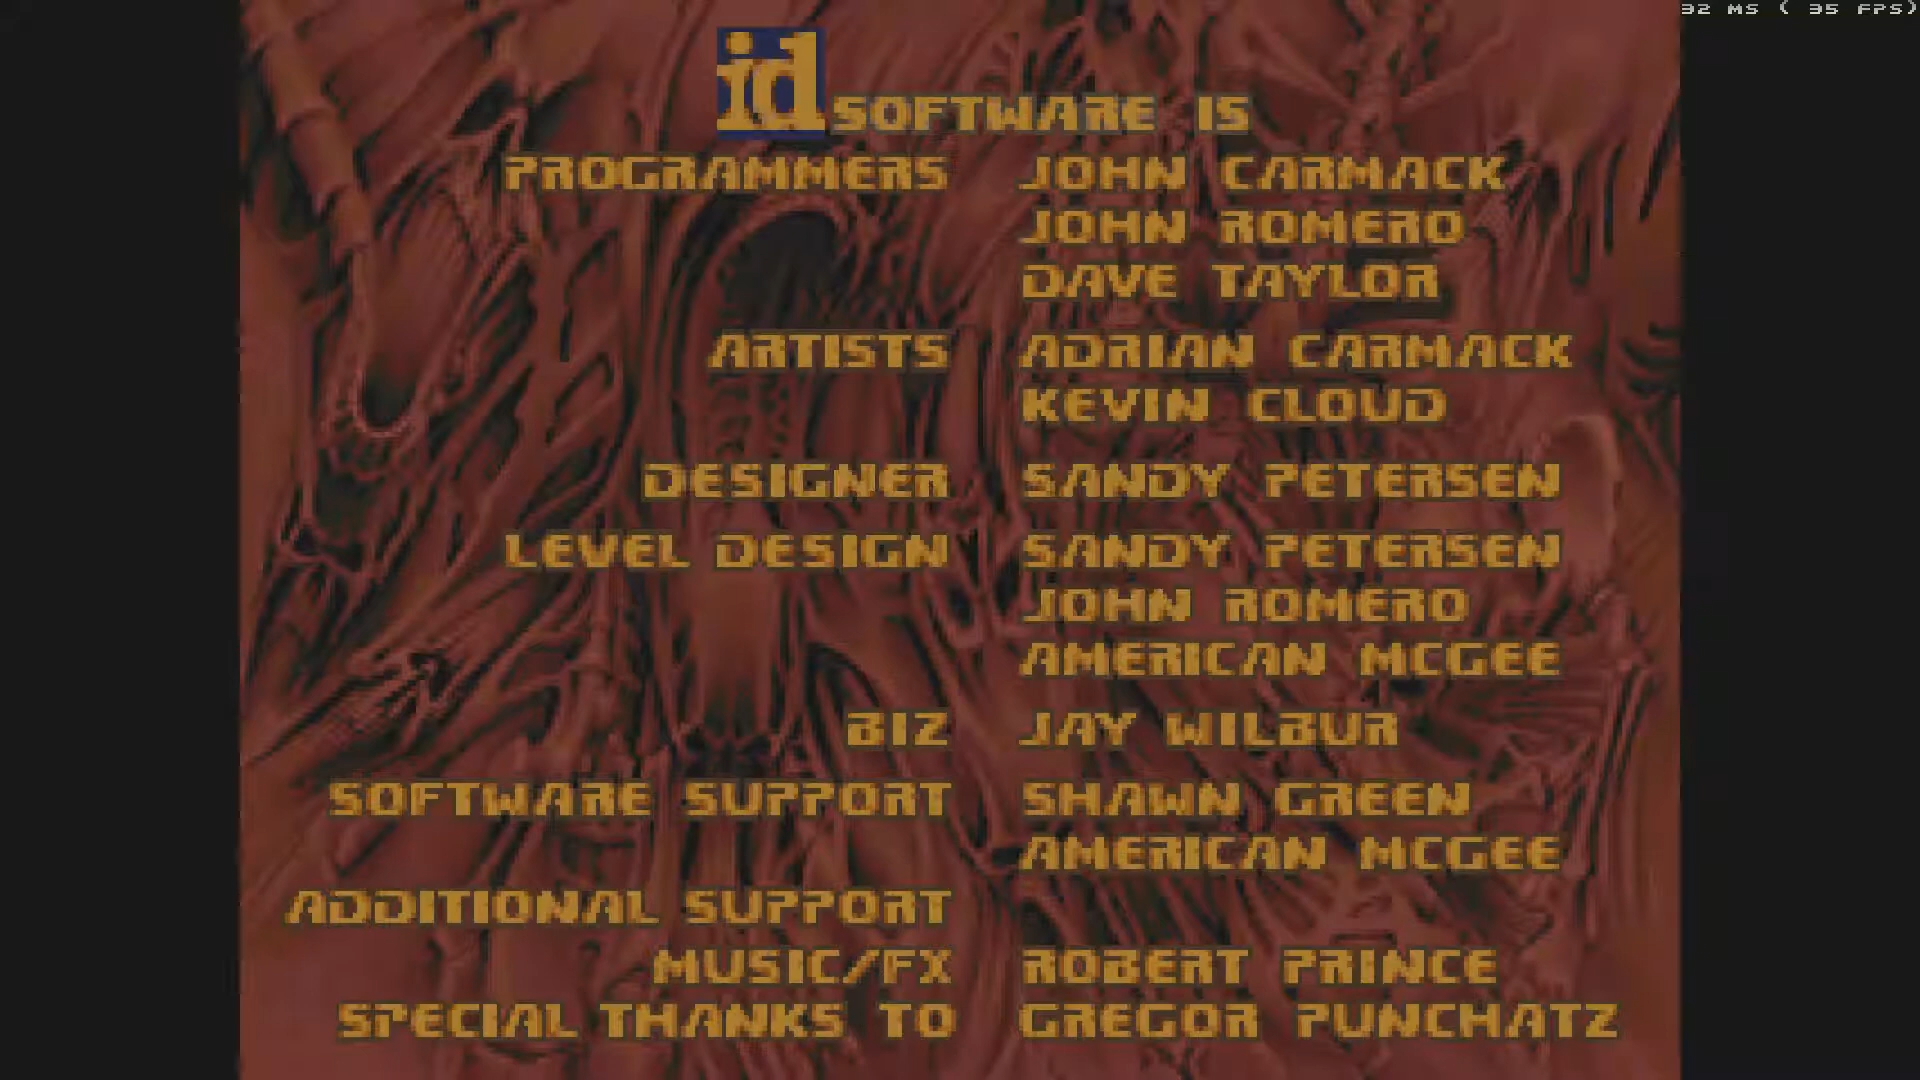 32 MS ( 35 FPS)
id SOFTWARE IS
PROGRAMMERS JOHN CARMACK
JOHN ROMERO
DAVE TAYLOR
ARTISTS ADRIAN CARMACK
KEVIN CLOUD
DESIGNER SANDY PETERSEN
LEVEL DESIGN SANDY PETERSEN
JOHN ROMERO
AMERICAN MCGEE
BIZ JAY WILBUR
SOFTWARE SUPPORT SHAWN GREEN
AMERICAN MCGEE
ADDITIONAL SUPPORT
MUSIC/FX ROBERT PRINCE
SPECIAL THANKS TO GREGOR PUNCHATZ